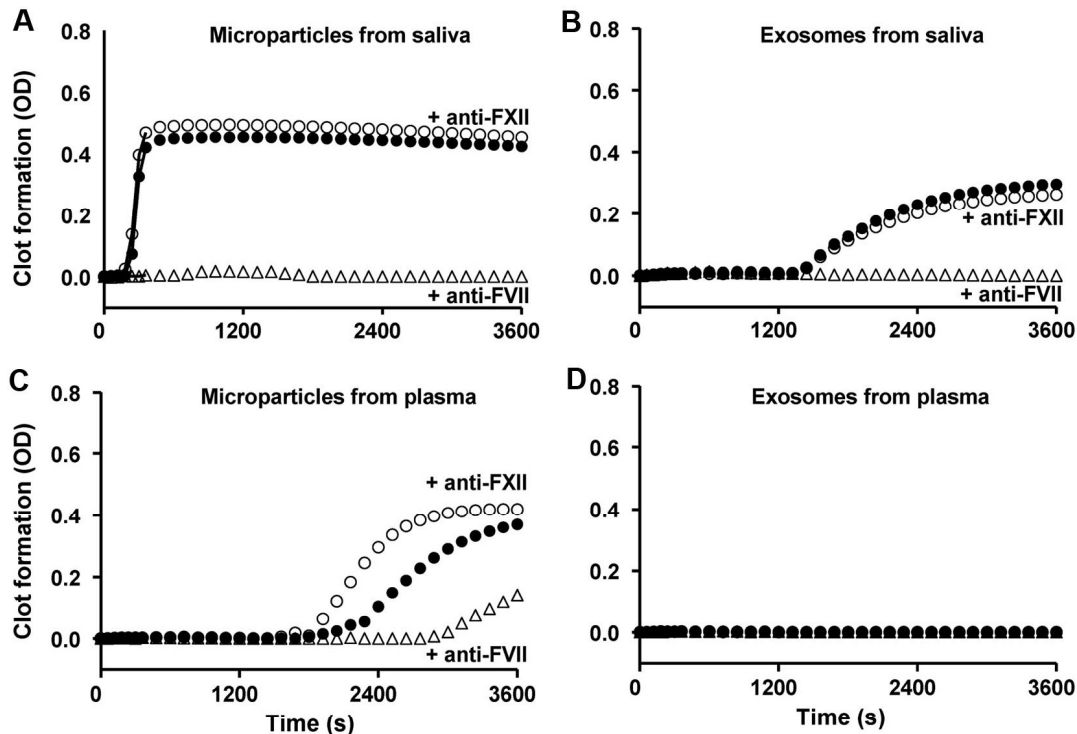 A
Microparticles from saliva
Clot formation (OD)
0.8
0.6
0.4
0.2
0.0
+ anti-FXII
+ anti-FVII
0 1200 2400 3600
B
Exosomes from saliva
0.8
0.6
0.4
0.2
0.0
+ anti-FXII
+ anti-FVII
0 1200 2400 3600
C
Microparticles from plasma
Clot formation (OD)
0.8
0.6
0.4
0.2
0.0
+ anti-FXII
+ anti-FVII
0 1200 2400 3600
Time (s)
D
Exosomes from plasma
0.8
0.6
0.4
0.2
0.0
0 1200 2400 3600
Time (s)